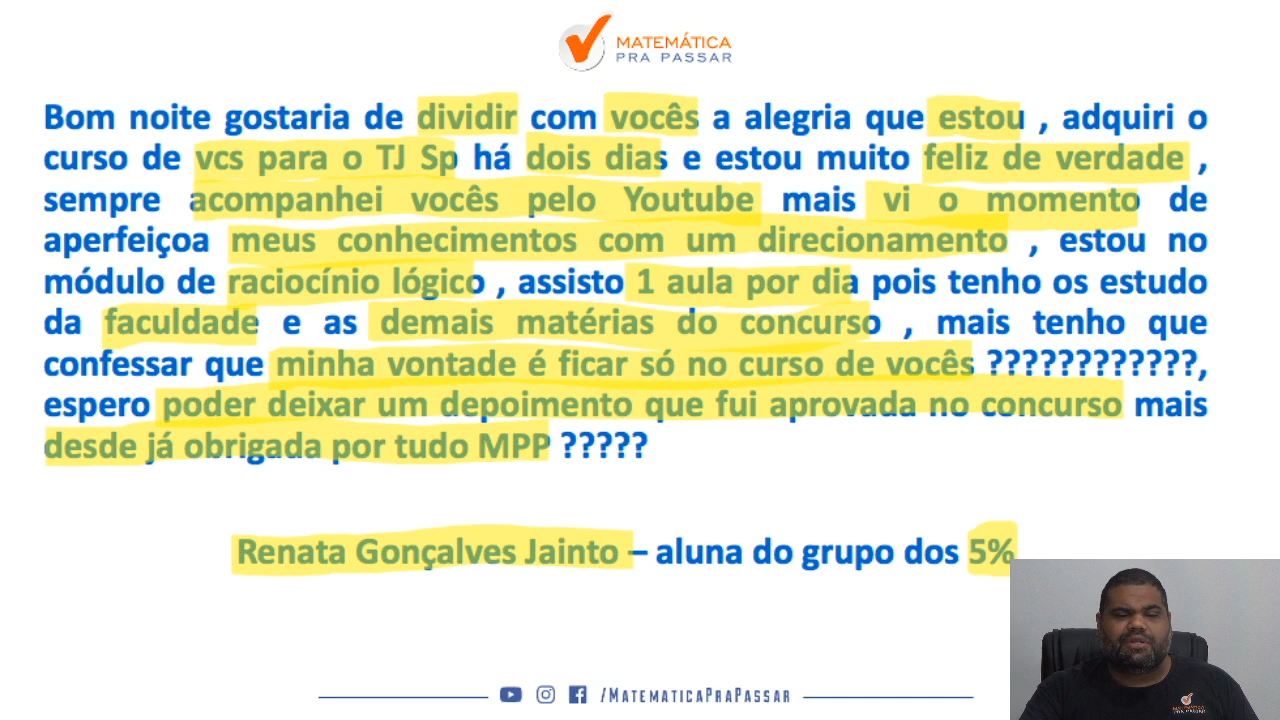 MATEMÁTICA
PRA PASSAR
Bom noite gostaria de dividir com vocês a alegria que estou , adquiri o
curso de vcs para o TJ Sp há dois dias e estou muito feliz de verdade ,
sempre acompanhei vocês pelo Youtube mais vi o momento de
aperfeiçoa meus conhecimentos com um direcionamento , estou no
módulo de raciocínio lógico , assisto 1 aula por dia pois tenho os estudo
da faculdade e as demais matérias do concurso , mais tenho que
confessar que minha vontade é ficar só no curso de vocês ????????????,
espero poder deixar um depoimento que fui aprovada no concurso mais
desde já obrigada por tudo MPP ?????
Renata Gonçalves Jainto – aluna do grupo dos 5%
/MatematicaPraPassar
MATEMÁTICA
PRA PASSAR